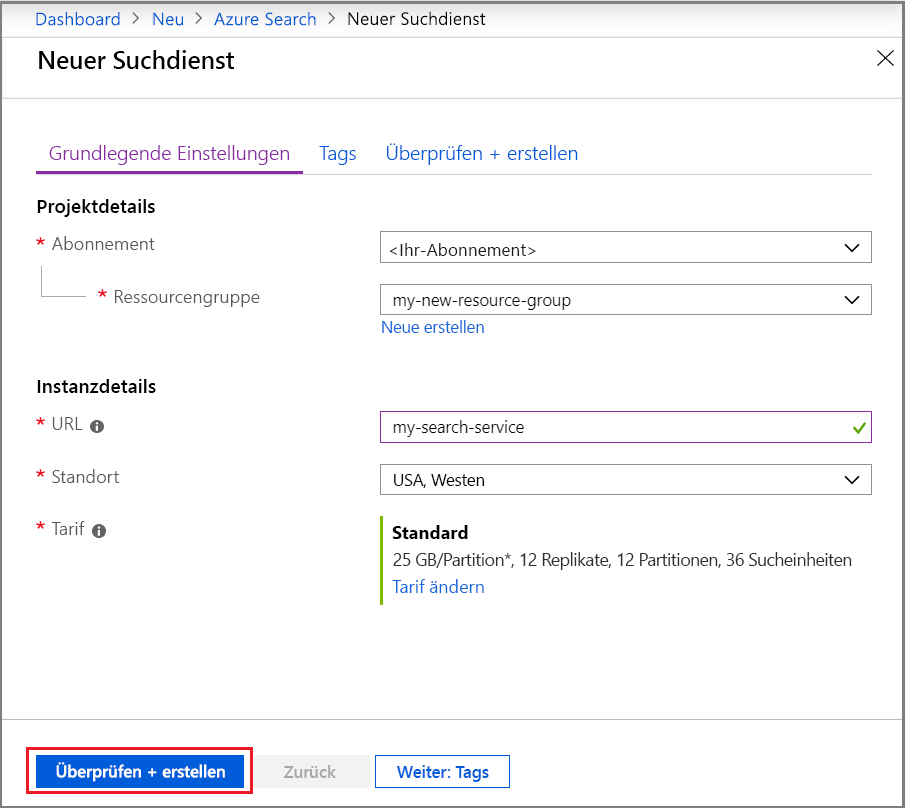 Dashboard > Neu > Azure Search > Neuer Suchdienst
Neuer Suchdienst
Grundlegende Einstellungen Tags Überprüfen + erstellen
Projektdetails
* Abonnement <Ihr-Abonnement>
* Ressourcengruppe my-new-resource-group
Neue erstellen
Instanzdetails
* URL my-search-service
* Standort USA, Westen
* Tarif Standard
25 GB/Partition*, 12 Replikate, 12 Partitionen, 36 Sucheinheiten
Tarif ändern
Überprüfen + erstellen Zurück Weiter: Tags